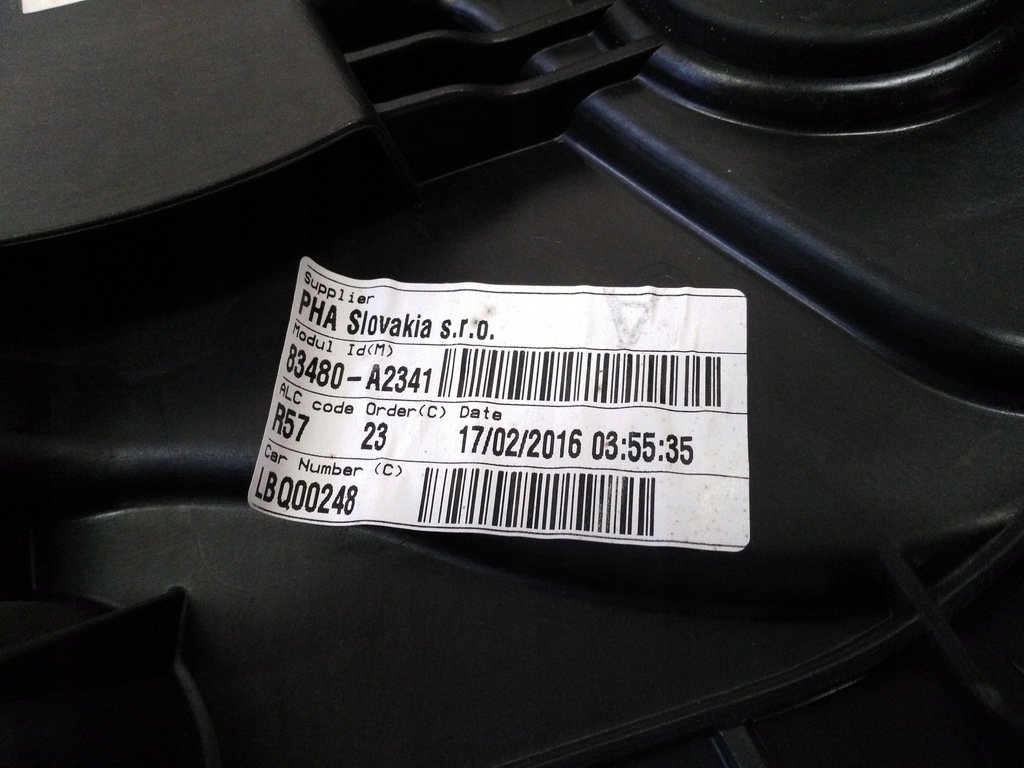 Supplier
PHA Slovakia s.r.o.
Modul Id(M)
83480-A2341
ALC code Order(C) Date
R57 23 17/02/2016 03:55:35
Car Number (C)
LBQ00248